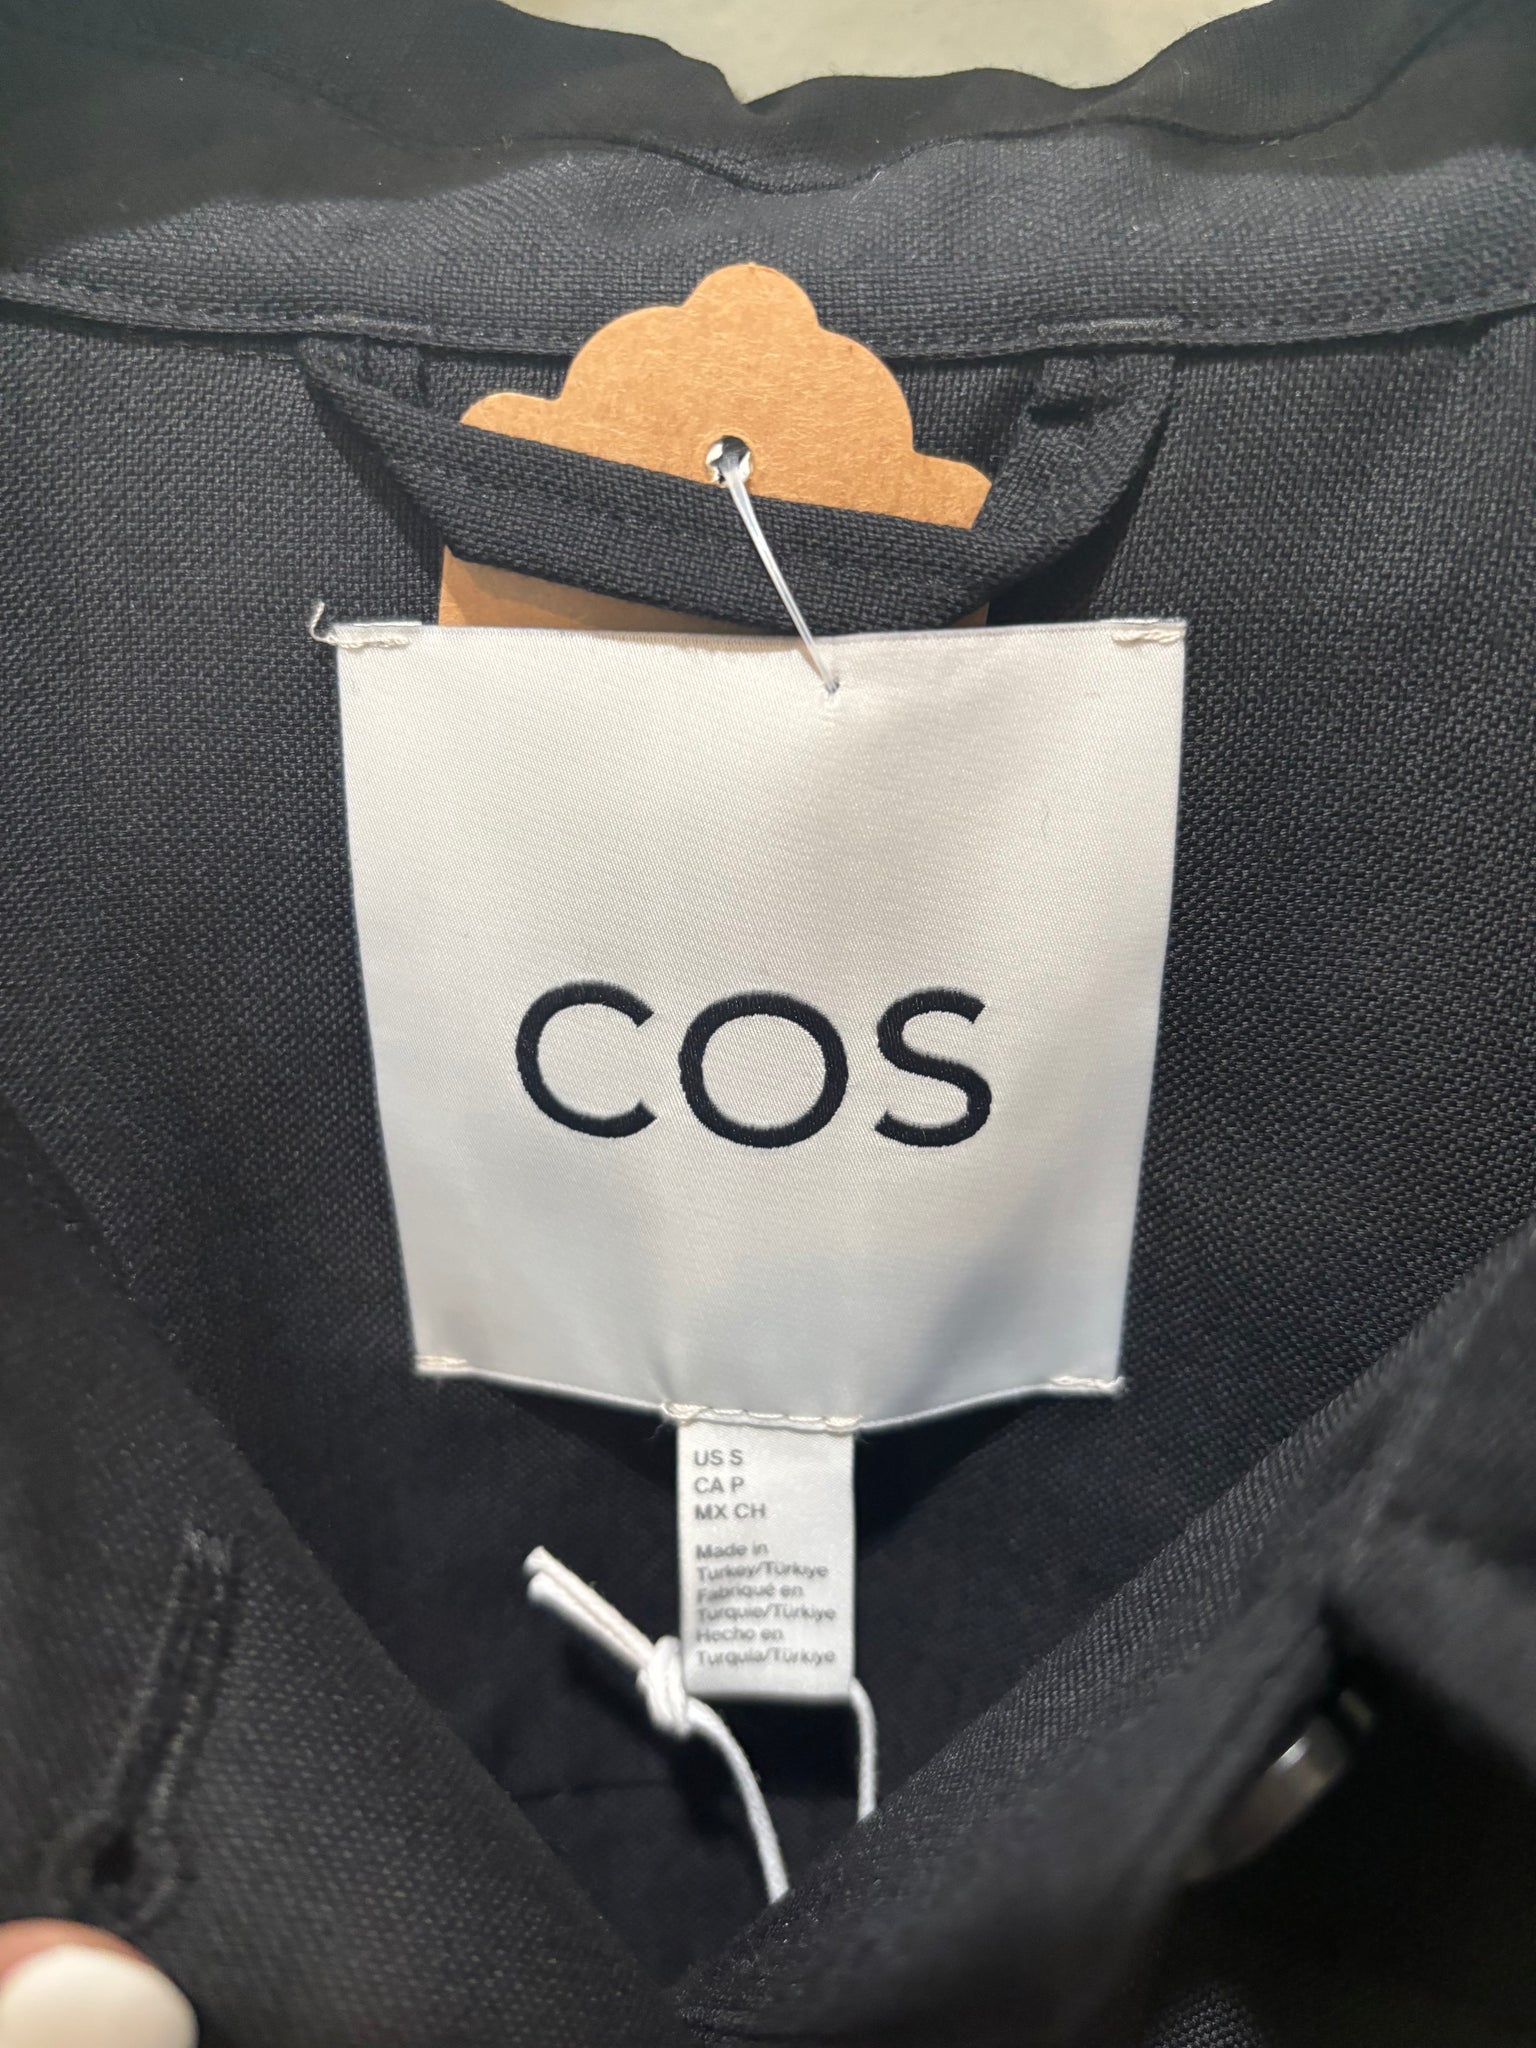 COS
US S
CA P
MX CH
Made in
Turkey/Türkiye
Fabriqué en
Turquie/Türkiye
Hecho en
Turquía/Türkiye